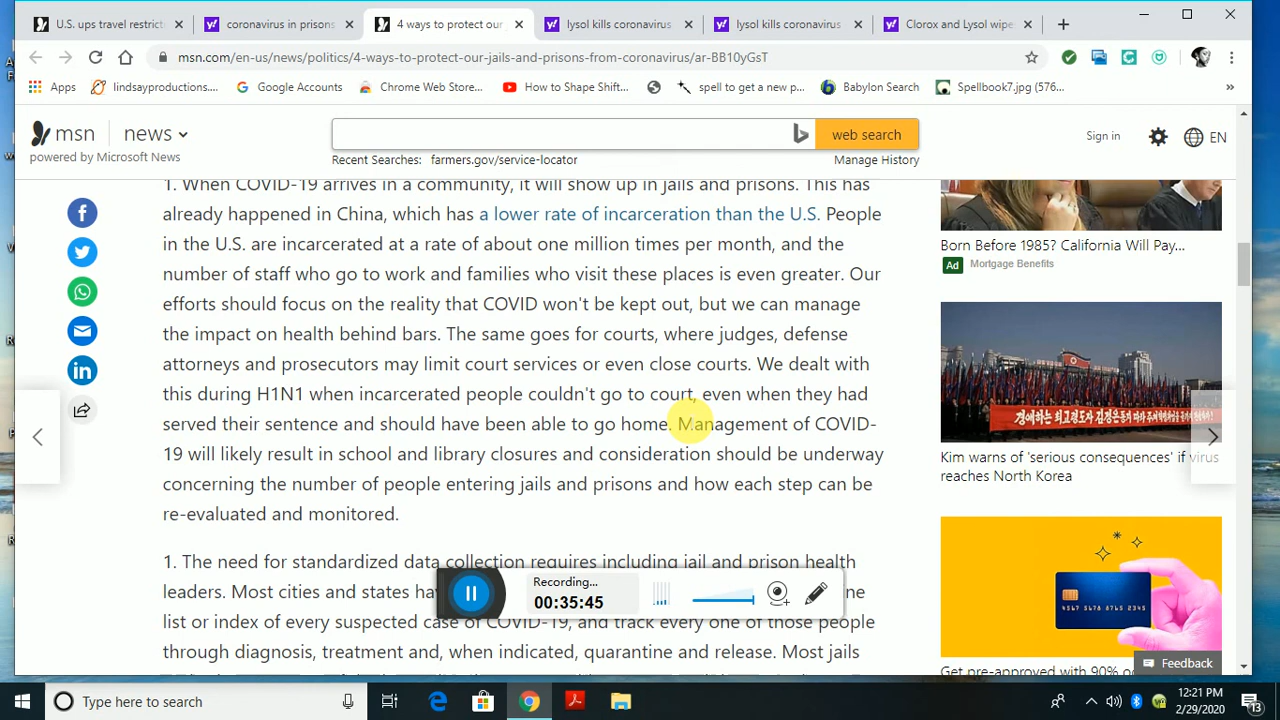 U.S. ups travel restrict
coronavirus in prisons
4 ways to protect our
lysol kills coronavirus
lysol kills coronavirus
Clorox and Lysol wipe
msn.com/en-us/news/politics/4-ways-to-protect-our-jails-and-prisons-from-coronavirus/ar-BB10yGsT
Apps
lindsayproductions....
Google Accounts
Chrome Web Store...
How to Shape Shift...
spell to get a new p...
Babylon Search
Spellbook7.jpg (576...
msn
news
powered by Microsoft News
web search
Recent Searches: farmers.gov/service-locator
Manage History
Sign in
EN
1. When COVID-19 arrives in a community, it will show up in jails and prisons. This has
already happened in China, which has a lower rate of incarceration than the U.S. People
in the U.S. are incarcerated at a rate of about one million times per month, and the
number of staff who go to work and families who visit these places is even greater. Our
efforts should focus on the reality that COVID won't be kept out, but we can manage
the impact on health behind bars. The same goes for courts, where judges, defense
attorneys and prosecutors may limit court services or even close courts. We dealt with
this during H1N1 when incarcerated people couldn't go to court, even when they had
served their sentence and should have been able to go home. Management of COVID-
19 will likely result in school and library closures and consideration should be underway
concerning the number of people entering jails and prisons and how each step can be
re-evaluated and monitored.
1. The need for standardized data collection requires including jail and prison health
leaders. Most cities and states ha
ne
list or index of every suspected case of COVID-19, and track every one of those people
through diagnosis, treatment and, when indicated, quarantine and release. Most jails
Born Before 1985? California Will Pay...
Ad Mortgage Benefits
Kim warns of 'serious consequences' if virus
reaches North Korea
4567 5678 8765 3452
Get pre-approved with 90%
Feedback
Recording...
00:35:45
Type here to search
12:21 PM
2/29/2020
13